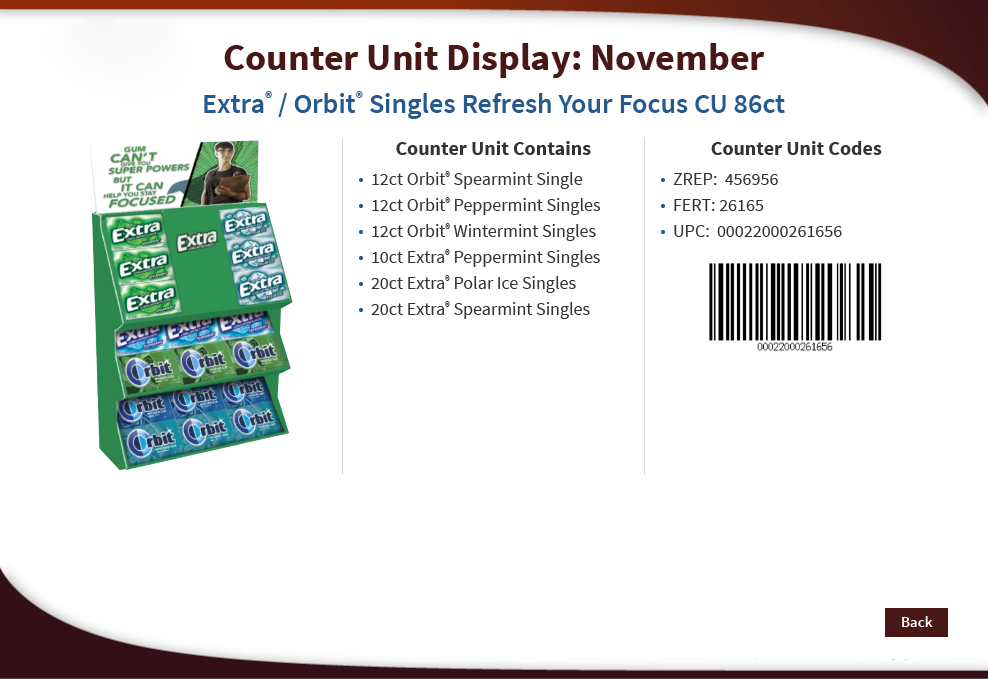 Counter Unit Display: November
Extra® / Orbit® Singles Refresh Your Focus CU 86ct
GUM
CAN'T
GIVE YOU
SUPER POWERS
BUT
IT CAN
HELP YOU STAY
FOCUSED
Extra
Extra
Extra
Extra
Extra
Extra
Extra
Extra
Extra
Extra
Orbit
Orbit
Orbit
Orbit
Orbit
Orbit
Orbit
Orbit
Orbit
Counter Unit Contains
• 12ct Orbit® Spearmint Single
• 12ct Orbit® Peppermint Singles
• 12ct Orbit® Wintermint Singles
• 10ct Extra® Peppermint Singles
• 20ct Extra® Polar Ice Singles
• 20ct Extra® Spearmint Singles
Counter Unit Codes
• ZREP: 456956
• FERT: 26165
• UPC: 00022000261656
00022000261656
Back